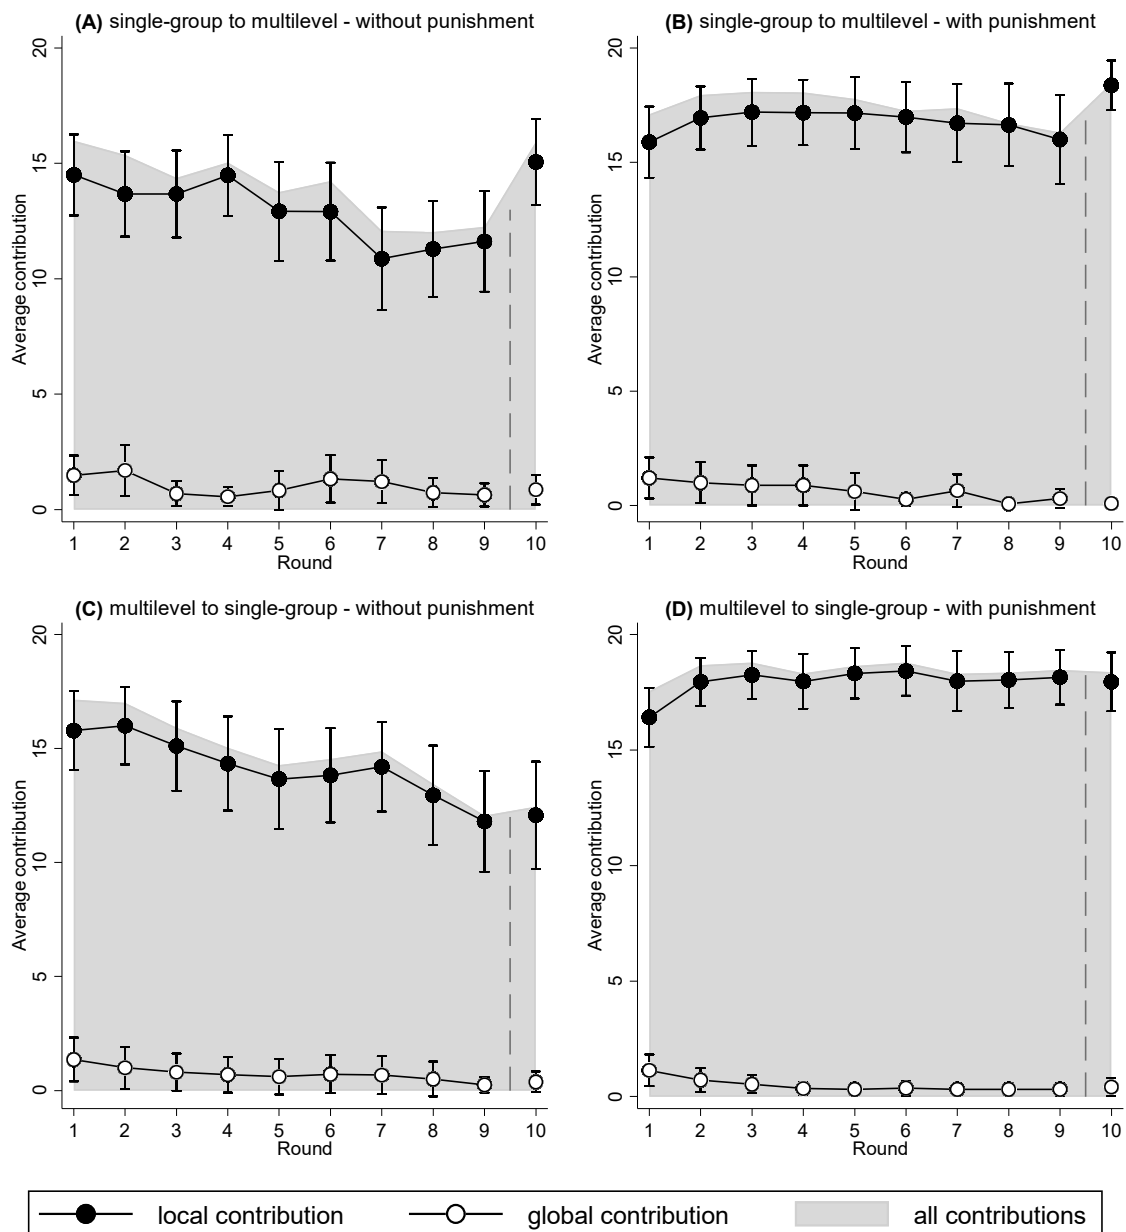 (A) single-group to multilevel - without punishment
20
15
10
5
0
Average contribution
1 2 3 4 5 6 7 8 9 10
Round
(B) single-group to multilevel - with punishment
20
15
10
5
0
Average contribution
1 2 3 4 5 6 7 8 9 10
Round
(C) multilevel to single-group - without punishment
20
15
10
5
0
Average contribution
1 2 3 4 5 6 7 8 9 10
Round
(D) multilevel to single-group - with punishment
20
15
10
5
0
Average contribution
1 2 3 4 5 6 7 8 9 10
Round
local contribution global contribution all contributions